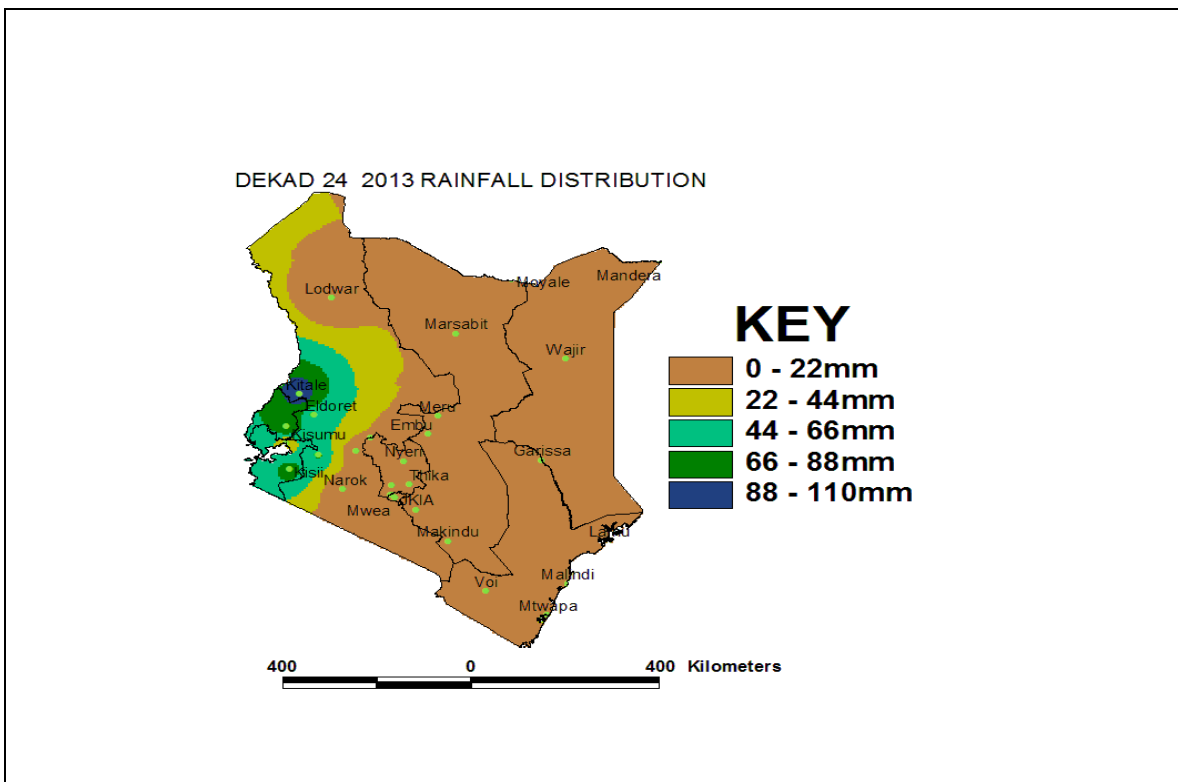 DEKAD 24  2013 RAINFALL DISTRIBUTION
Moyale
Mandera
Lodwar
Marsabit
Wajir
KEY
0 - 22mm
22 - 44mm
44 - 66mm
66 - 88mm
88 - 110mm
Kitale
Eldoret
Meru
Embu
Kisumu
Nyeri
Garissa
Kisii
Narok
Thika
JKIA
Mwea
Makindu
Lamu
Voi
Malindi
Mtwapa
400 0 400 Kilometers